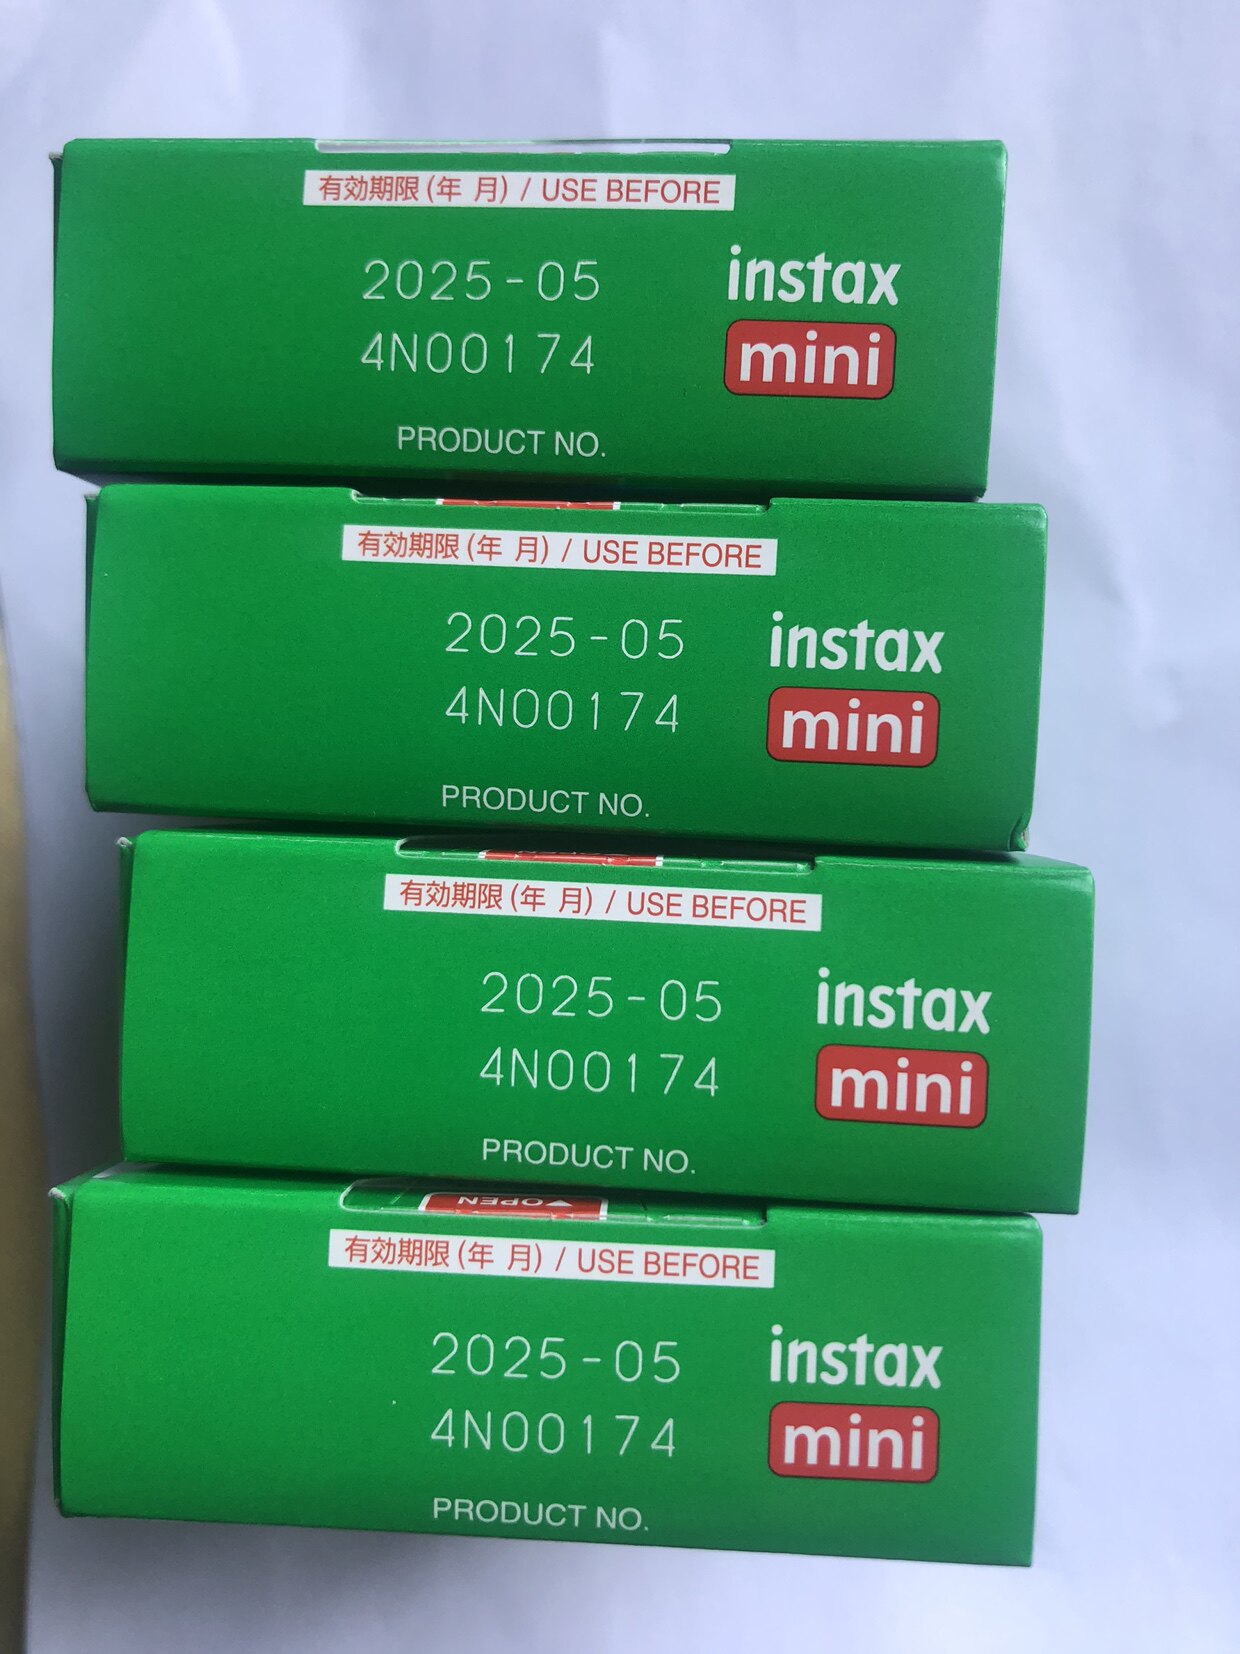 有効期限(年 月) / USE BEFORE
2025-05
4N00174
instax
mini
PRODUCT NO.
有効期限(年 月) / USE BEFORE
2025-05
4N00174
instax
mini
PRODUCT NO.
有効期限(年 月) / USE BEFORE
2025-05
4N00174
instax
mini
PRODUCT NO.
OPEN
有効期限(年 月) / USE BEFORE
2025-05
4N00174
instax
mini
PRODUCT NO.